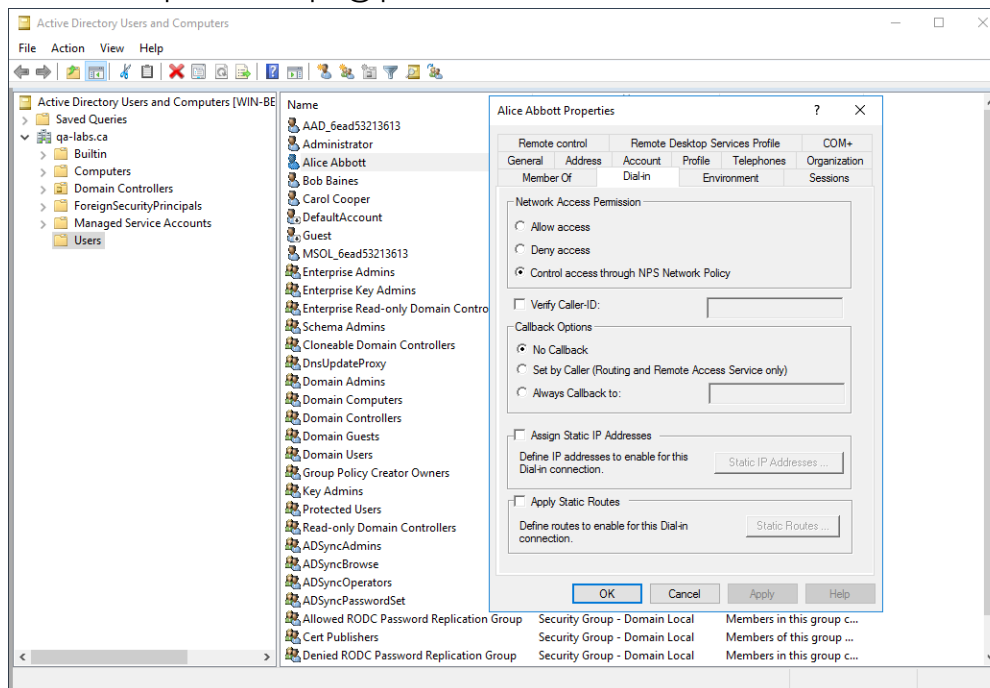 Active Directory Users and Computers
File Action View Help
Active Directory Users and Computers [WIN-BE
Saved Queries
qa-labs.ca
Builtin
Computers
Domain Controllers
ForeignSecurityPrincipals
Managed Service Accounts
Users
Name
AAD_6ead53213613
Administrator
Alice Abbott
Bob Baines
Carol Cooper
DefaultAccount
Guest
MSOL_6ead53213613
Enterprise Admins
Enterprise Key Admins
Enterprise Read-only Domain Contro
Schema Admins
Cloneable Domain Controllers
DnsUpdateProxy
Domain Admins
Domain Computers
Domain Controllers
Domain Guests
Domain Users
Group Policy Creator Owners
Key Admins
Protected Users
Read-only Domain Controllers
ADSyncAdmins
ADSyncBrowse
ADSyncOperators
ADSyncPasswordSet
Allowed RODC Password Replication Group Security Group - Domain Local Members in this group c...
Cert Publishers Security Group - Domain Local Members of this group ...
Denied RODC Password Replication Group Security Group - Domain Local Members in this group c...
Alice Abbott Properties ?
Remote control Remote Desktop Services Profile COM+
General Address Account Profile Telephones Organization
Member Of Dial-in Environment Sessions
Network Access Permission
Allow access
Deny access
Control access through NPS Network Policy
Verify Caller-ID:
Callback Options
No Callback
Set by Caller (Routing and Remote Access Service only)
Always Callback to:
Assign Static IP Addresses
Define IP addresses to enable for this
Dial-in connection.
Static IP Addresses ...
Apply Static Routes
Define routes to enable for this Dial-in
connection.
Static Routes ...
OK Cancel Apply Help